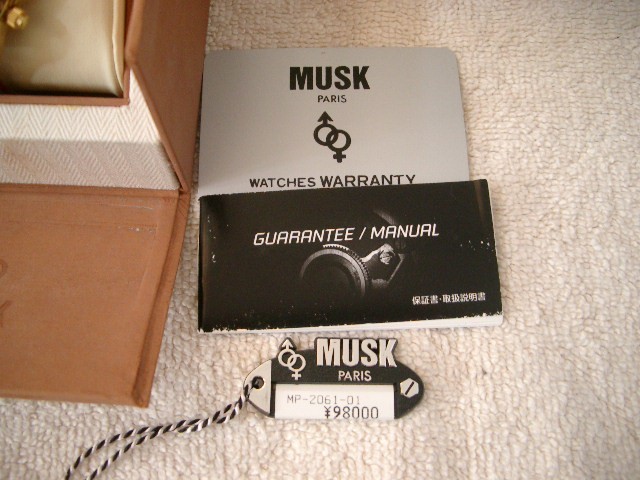 MUSK
PARIS
WATCHES WARRANTY
GUARANTEE / MANUAL
保証書・取扱説明書
MUSK
PARIS
MP-2061-01
¥98000